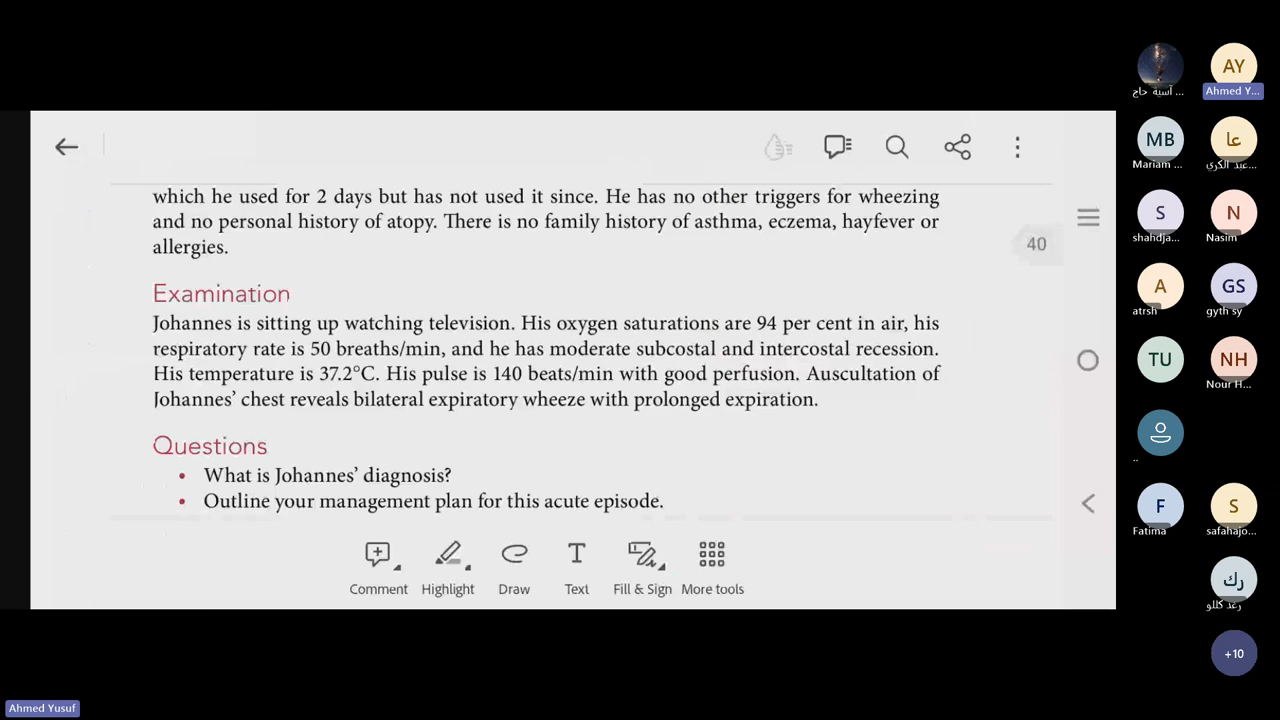 which he used for 2 days but has not used it since. He has no other triggers for wheezing
and no personal history of atopy. There is no family history of asthma, eczema, hayfever or
allergies.
40
Examination
Johannes is sitting up watching television. His oxygen saturations are 94 per cent in air, his
respiratory rate is 50 breaths/min, and he has moderate subcostal and intercostal recession.
His temperature is 37.2°C. His pulse is 140 beats/min with good perfusion. Auscultation of
Johannes’ chest reveals bilateral expiratory wheeze with prolonged expiration.
Questions
• What is Johannes’ diagnosis?
• Outline your management plan for this acute episode.
Comment
Highlight
Draw
Text
Fill & Sign
More tools
آسية حاج ...
AY
Ahmed Y...
MB
Mariam ...
عا
عبد الكري...
S
shahdja...
N
Nasim
A
atrsh
GS
gyth sy
TU
NH
Nour H...
..
F
Fatima
S
safahajo...
رك
رغد كللو
+10
Ahmed Yusuf